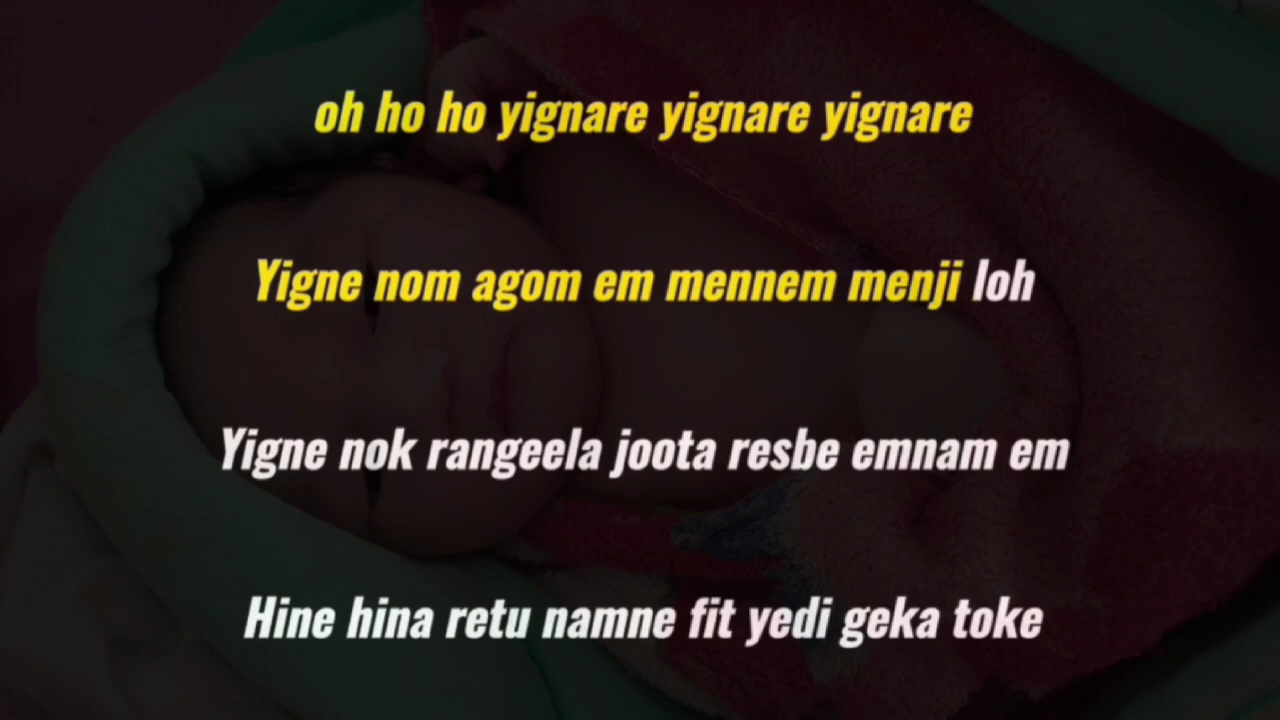 oh ho ho yignare yignare yignare
Yigne nom agom em mennem menji loh
Yigne nok rangeela joota resbe emnam em
Hine hina retu namne fit yedi geka toke